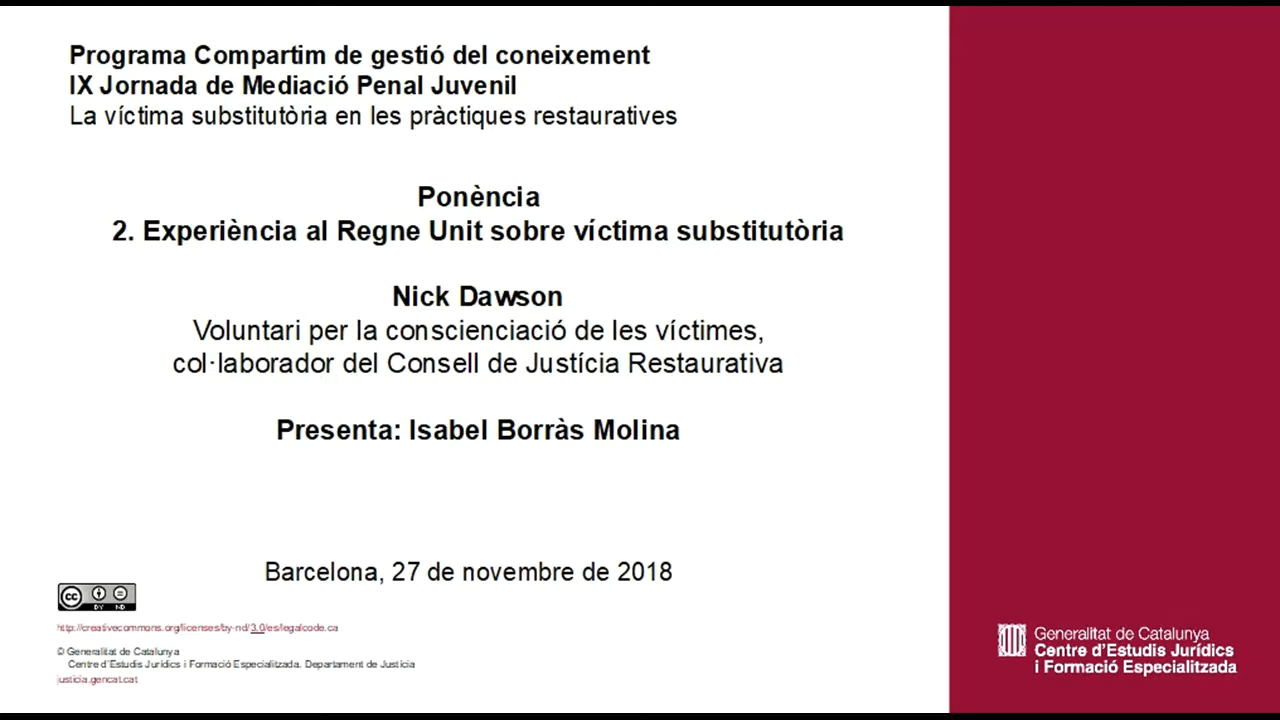 Programa Compartim de gestió del coneixement
IX Jornada de Mediació Penal Juvenil
La víctima substitutòria en les pràctiques restauratives
Ponència
2. Experiència al Regne Unit sobre víctima substitutòria
Nick Dawson
Voluntari per la conscienciació de les víctimes,
col·laborador del Consell de Justícia Restaurativa
Presenta: Isabel Borràs Molina
Barcelona, 27 de novembre de 2018
cc BY ND
http://creativecommons.org/licenses/by-nd/3.0/es/legalcode.ca
© Generalitat de Catalunya
Centre d'Estudis Jurídics i Formació Especialitzada. Departament de Justícia
justicia.gencat.cat
Generalitat de Catalunya
Centre d'Estudis Jurídics
i Formació Especialitzada